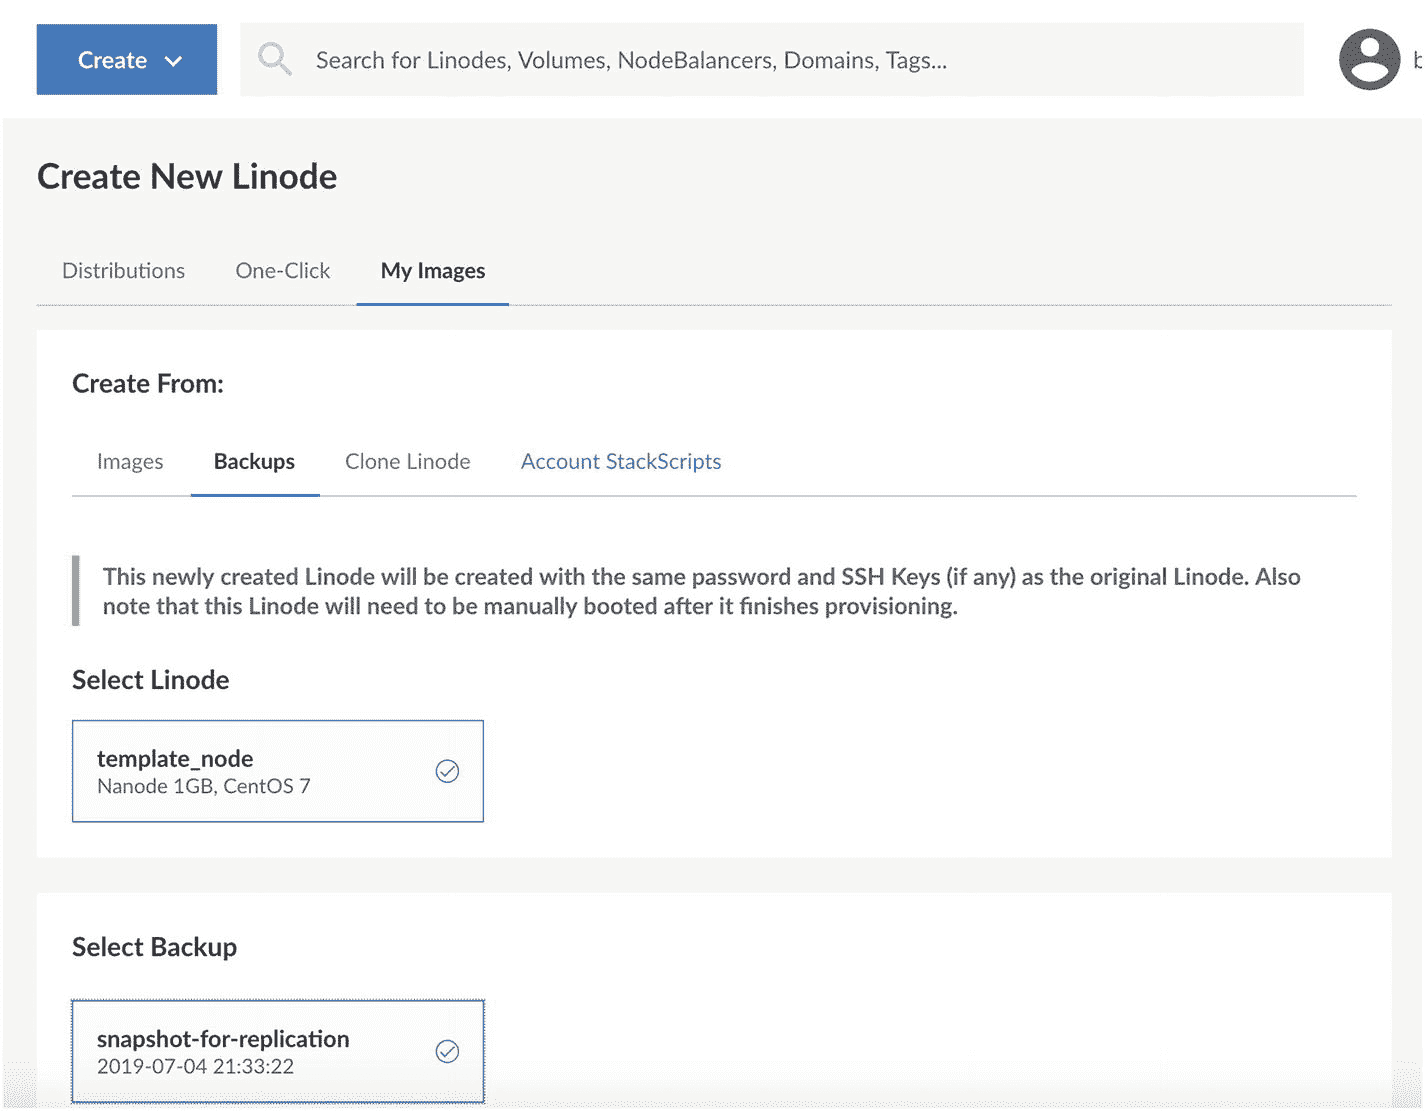 Create
Search for Linodes, Volumes, NodeBalancers, Domains, Tags...
Create New Linode
Distributions
One-Click
My Images
Create From:
Images
Backups
Clone Linode
Account StackScripts
This newly created Linode will be created with the same password and SSH Keys (if any) as the original Linode. Also
note that this Linode will need to be manually booted after it finishes provisioning.
Select Linode
template_node
Nanode 1GB, CentOS 7
Select Backup
snapshot-for-replication
2019-07-04 21:33:22